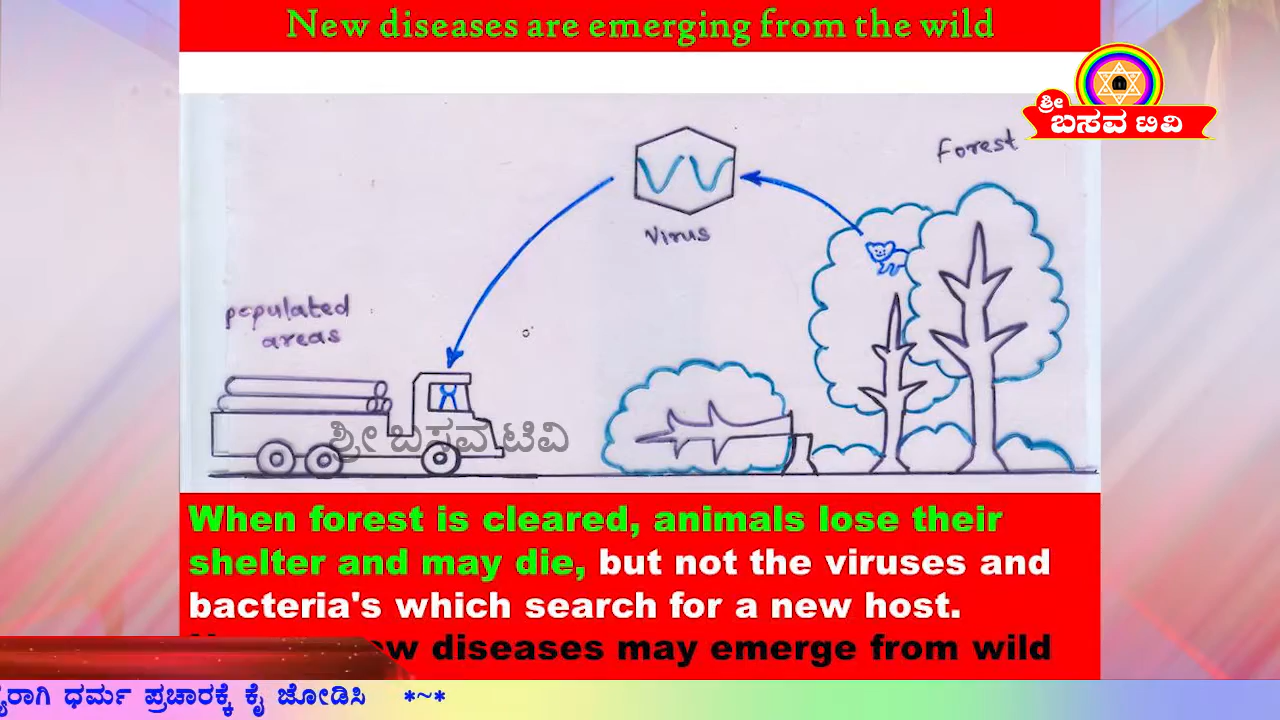 New diseases are emerging from the wild
ಶ್ರೀ
ಬಸವ ಟಿವಿ
Forest
Virus
populated
areas
ಶ್ರೀ ಬಸವ ಟಿವಿ
When forest is cleared, animals lose their
shelter and may die, but not the viruses and
bacteria's which search for a new host.
diseases may emerge from wild
ಧರ್ಮ ಪ್ರಚಾರಕ್ಕೆ ಕೈ ಜೋಡಿಸಿ *~*